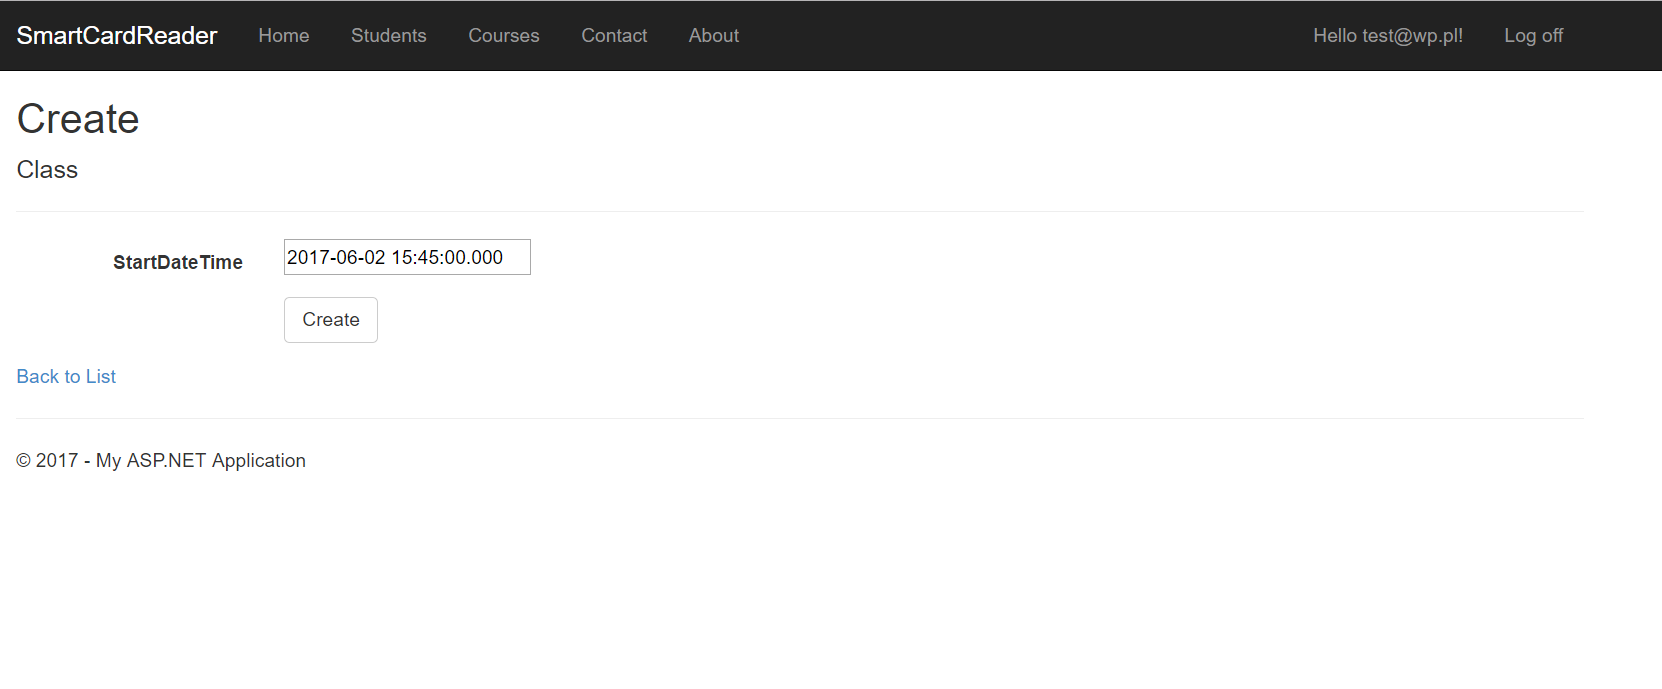 SmartCardReader Home Students Courses Contact About Hello test@wp.pl! Log off
Create
Class
StartDateTime 2017-06-02 15:45:00.000
Create
Back to List
© 2017 - My ASP.NET Application